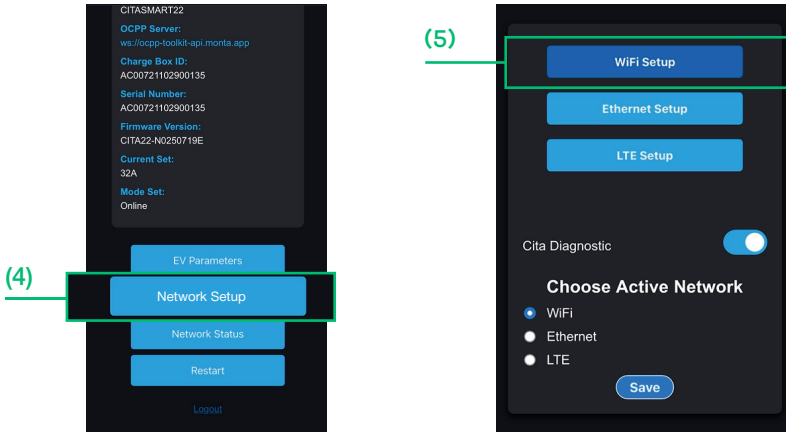 CITASMART22
OCPP Server:
ws://ocpp-toolkit-api.monta.app
Charge Box ID:
AC00721102900135
Serial Number:
AC00721102900135
Firmware Version:
CITA22-N0250719E
Current Set:
32A
Mode Set:
Online
EV Parameters
(4)
Network Setup
Network Status
Restart
Logout
(5)
WiFi Setup
Ethernet Setup
LTE Setup
Cita Diagnostic
Choose Active Network
WiFi
Ethernet
LTE
Save